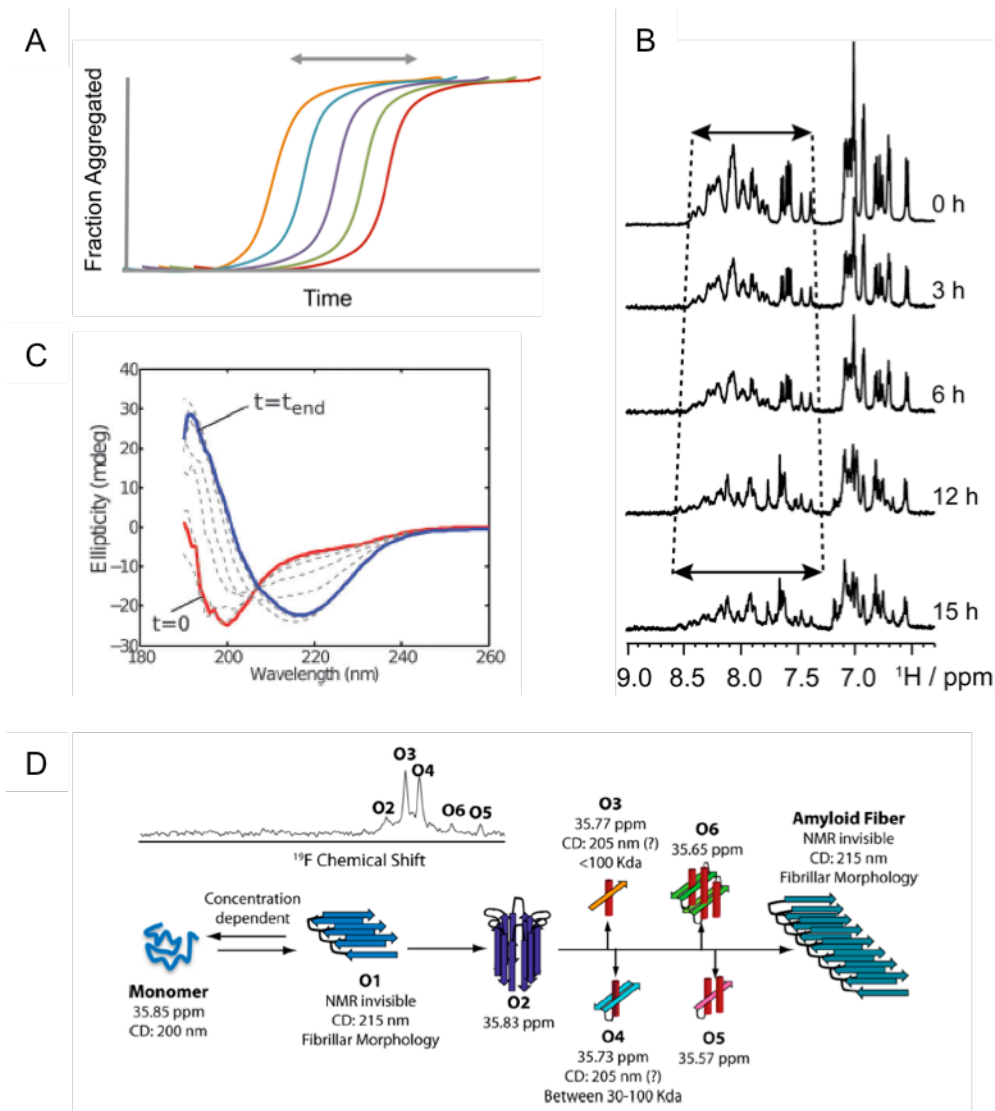 A
Fraction Aggregated
Time
B
0 h
3 h
6 h
12 h
15 h
9.0 8.5 8.0 7.5 7.0 ¹H / ppm
C
40
30
20
10
0
−10
−20
−30
Ellipticity (mdeg)
t=t_end
t=0
180 200 220 240 260
Wavelength (nm)
D
O3
O4
O2
O6
O5
¹⁹F Chemical Shift
Concentration
dependent
Monomer
35.85 ppm
CD: 200 nm
O1
NMR invisible
CD: 215 nm
Fibrillar Morphology
O2
35.83 ppm
O3
35.77 ppm
CD: 205 nm (?)
<100 Kda
O4
35.73 ppm
CD: 205 nm (?)
Between 30-100 Kda
O6
35.65 ppm
O5
35.57 ppm
Amyloid Fiber
NMR invisible
CD: 215 nm
Fibrillar Morphology